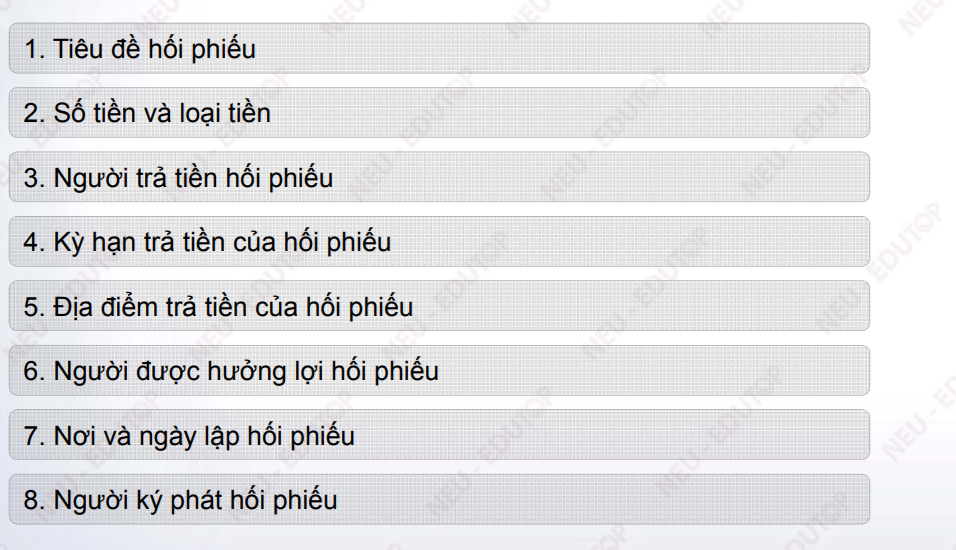 1. Tiêu đề hối phiếu
2. Số tiền và loại tiền
3. Người trả tiền hối phiếu
4. Kỳ hạn trả tiền của hối phiếu
5. Địa điểm trả tiền của hối phiếu
6. Người được hưởng lợi hối phiếu
7. Nơi và ngày lập hối phiếu
8. Người ký phát hối phiếu
NEU - EDUTOP